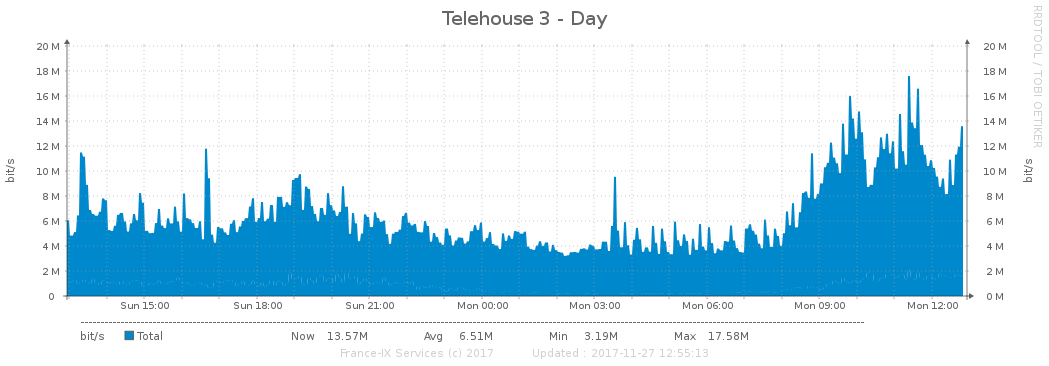 Telehouse 3 - Day
RRDTOOL / TOBI OETIKER
20 M 20 M
18 M 18 M
16 M 16 M
14 M 14 M
12 M 12 M
10 M 10 M
8 M 8 M
6 M 6 M
4 M 4 M
2 M 2 M
0 0 M
bit/s bit/s
Sun 15:00 Sun 18:00 Sun 21:00 Mon 00:00 Mon 03:00 Mon 06:00 Mon 09:00 Mon 12:00
bit/s Total Now 13.57M Avg 6.51M Min 3.19M Max 17.58M
France-IX Services (c) 2017 Updated : 2017-11-27 12:55:13